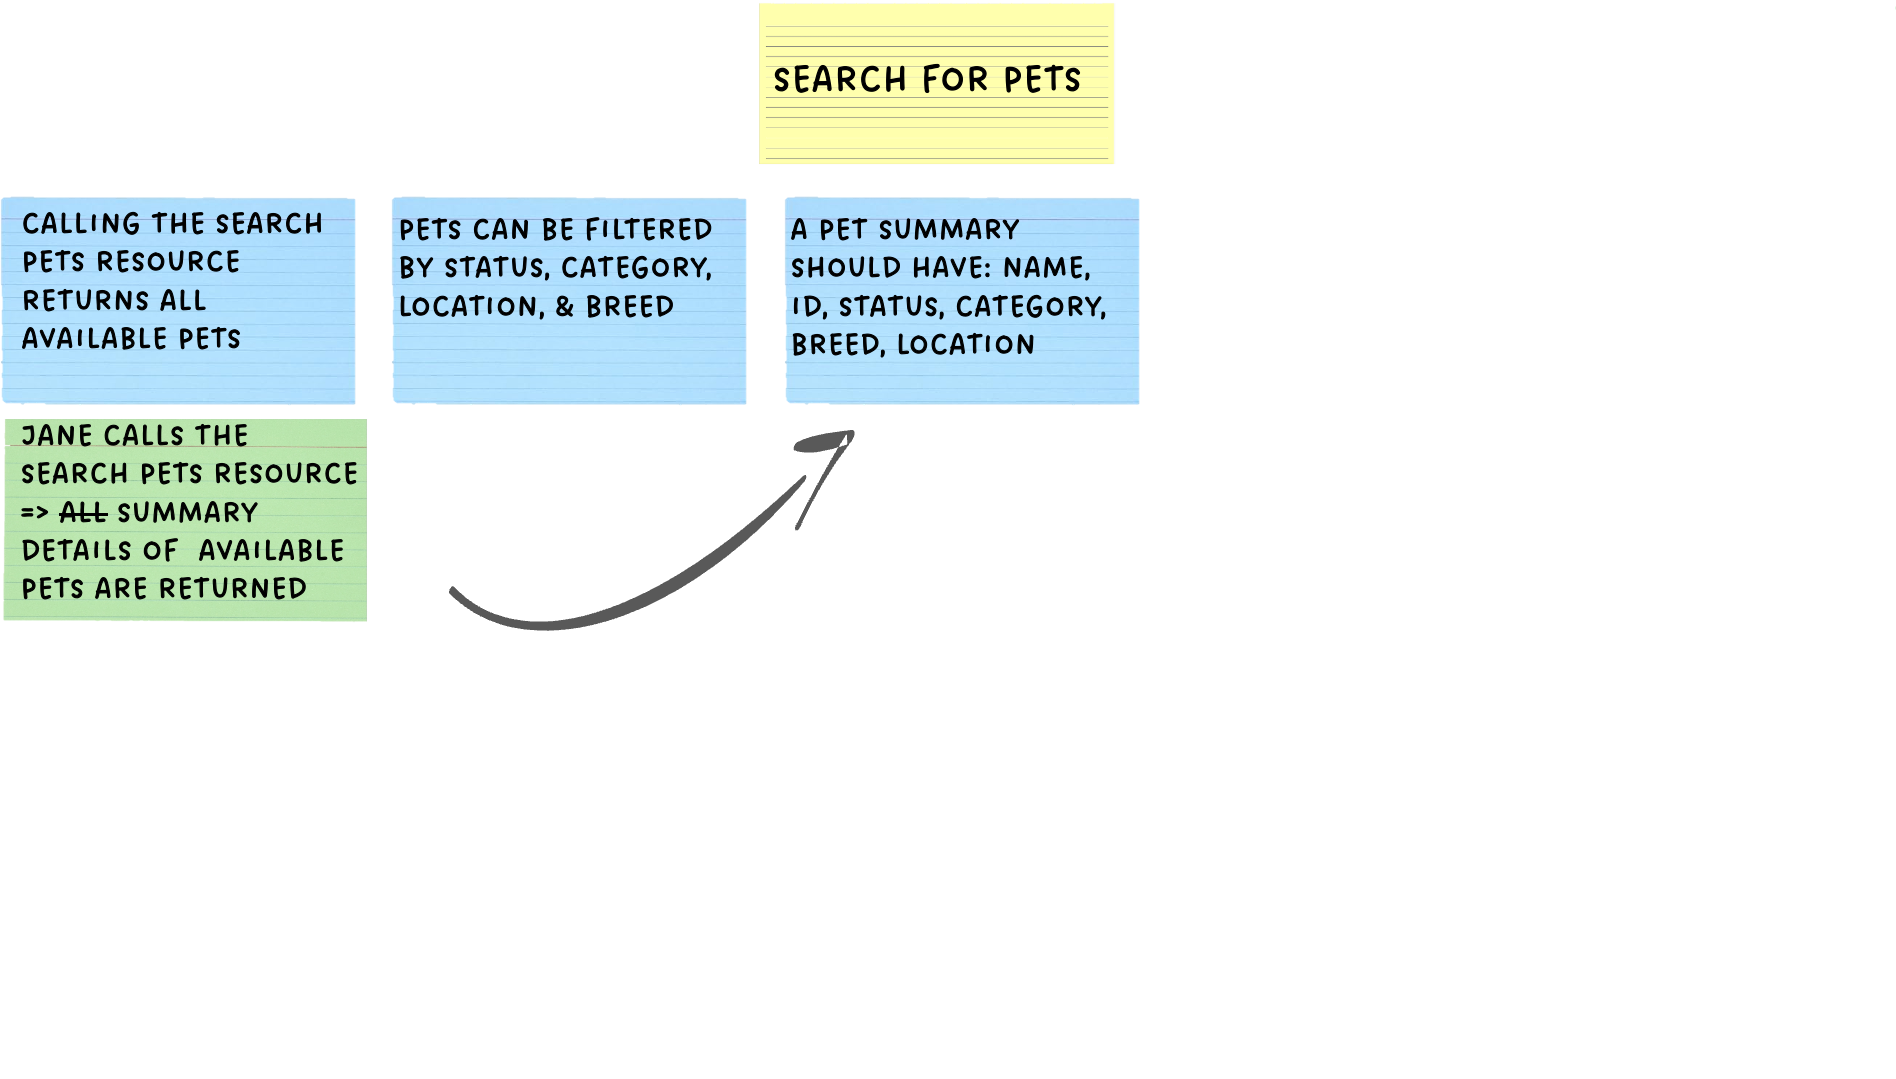 SEARCH FOR PETS
CALLING THE SEARCH
PETS RESOURCE
RETURNS ALL
AVAILABLE PETS
PETS CAN BE FILTERED
BY STATUS, CATEGORY,
LOCATION, & BREED
A PET SUMMARY
SHOULD HAVE: NAME,
ID, STATUS, CATEGORY,
BREED, LOCATION
JANE CALLS THE
SEARCH PETS RESOURCE
=> ALL SUMMARY
DETAILS OF AVAILABLE
PETS ARE RETURNED